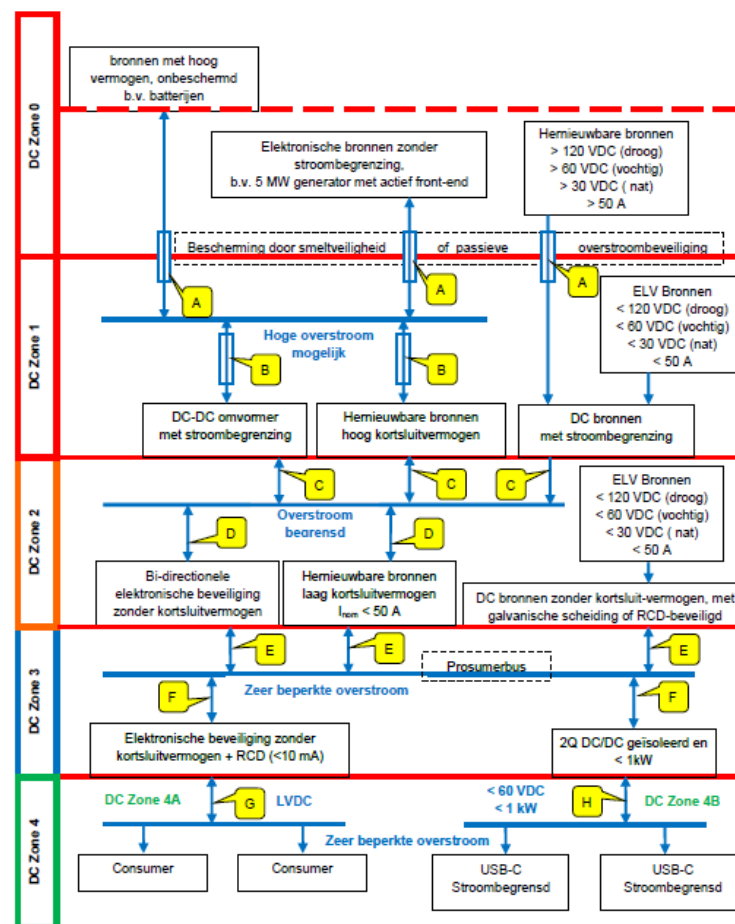 DC Zone 0
bronnen met hoog
vermogen, onbeschermd
b.v. batterijen
Elektronische bronnen zonder
stroombegrenzing,
b.v. 5 MW generator met actief front-end
Hernieuwbare bronnen
> 120 VDC (droog)
> 60 VDC (vochtig)
> 30 VDC ( nat)
> 50 A
Bescherming door smeltveiligheid
of passieve
overstroombeveiliging
DC Zone 1
A
A
A
ELV Bronnen
< 120 VDC (droog)
< 60 VDC (vochtig)
< 30 VDC (nat)
< 50 A
Hoge overstroom
mogelijk
B
B
DC-DC omvormer
met stroombegrenzing
Hernieuwbare bronnen
hoog kortsluitvermogen
DC bronnen
met stroombegrenzing
DC Zone 2
C
C
C
ELV Bronnen
< 120 VDC (droog)
< 60 VDC (vochtig)
< 30 VDC ( nat)
< 50 A
Overstroom
begrensd
D
D
Bi-directionele
elektronische beveiliging
zonder kortsluitvermogen
Hernieuwbare bronnen
laag kortsluitvermogen
Inom < 50 A
DC bronnen zonder kortsluit-vermogen, met
galvanische scheiding of RCD-beveiligd
DC Zone 3
E
E
E
Prosumerbus
Zeer beperkte overstroom
F
F
Elektronische beveiliging zonder
kortsluitvermogen + RCD (<10 mA)
2Q DC/DC geïsoleerd en
< 1kW
DC Zone 4
DC Zone 4A
G
LVDC
< 60 VDC
< 1 kW
H
DC Zone 4B
Zeer beperkte overstroom
Consumer
Consumer
USB-C
Stroombegrensd
USB-C
Stroombegrensd